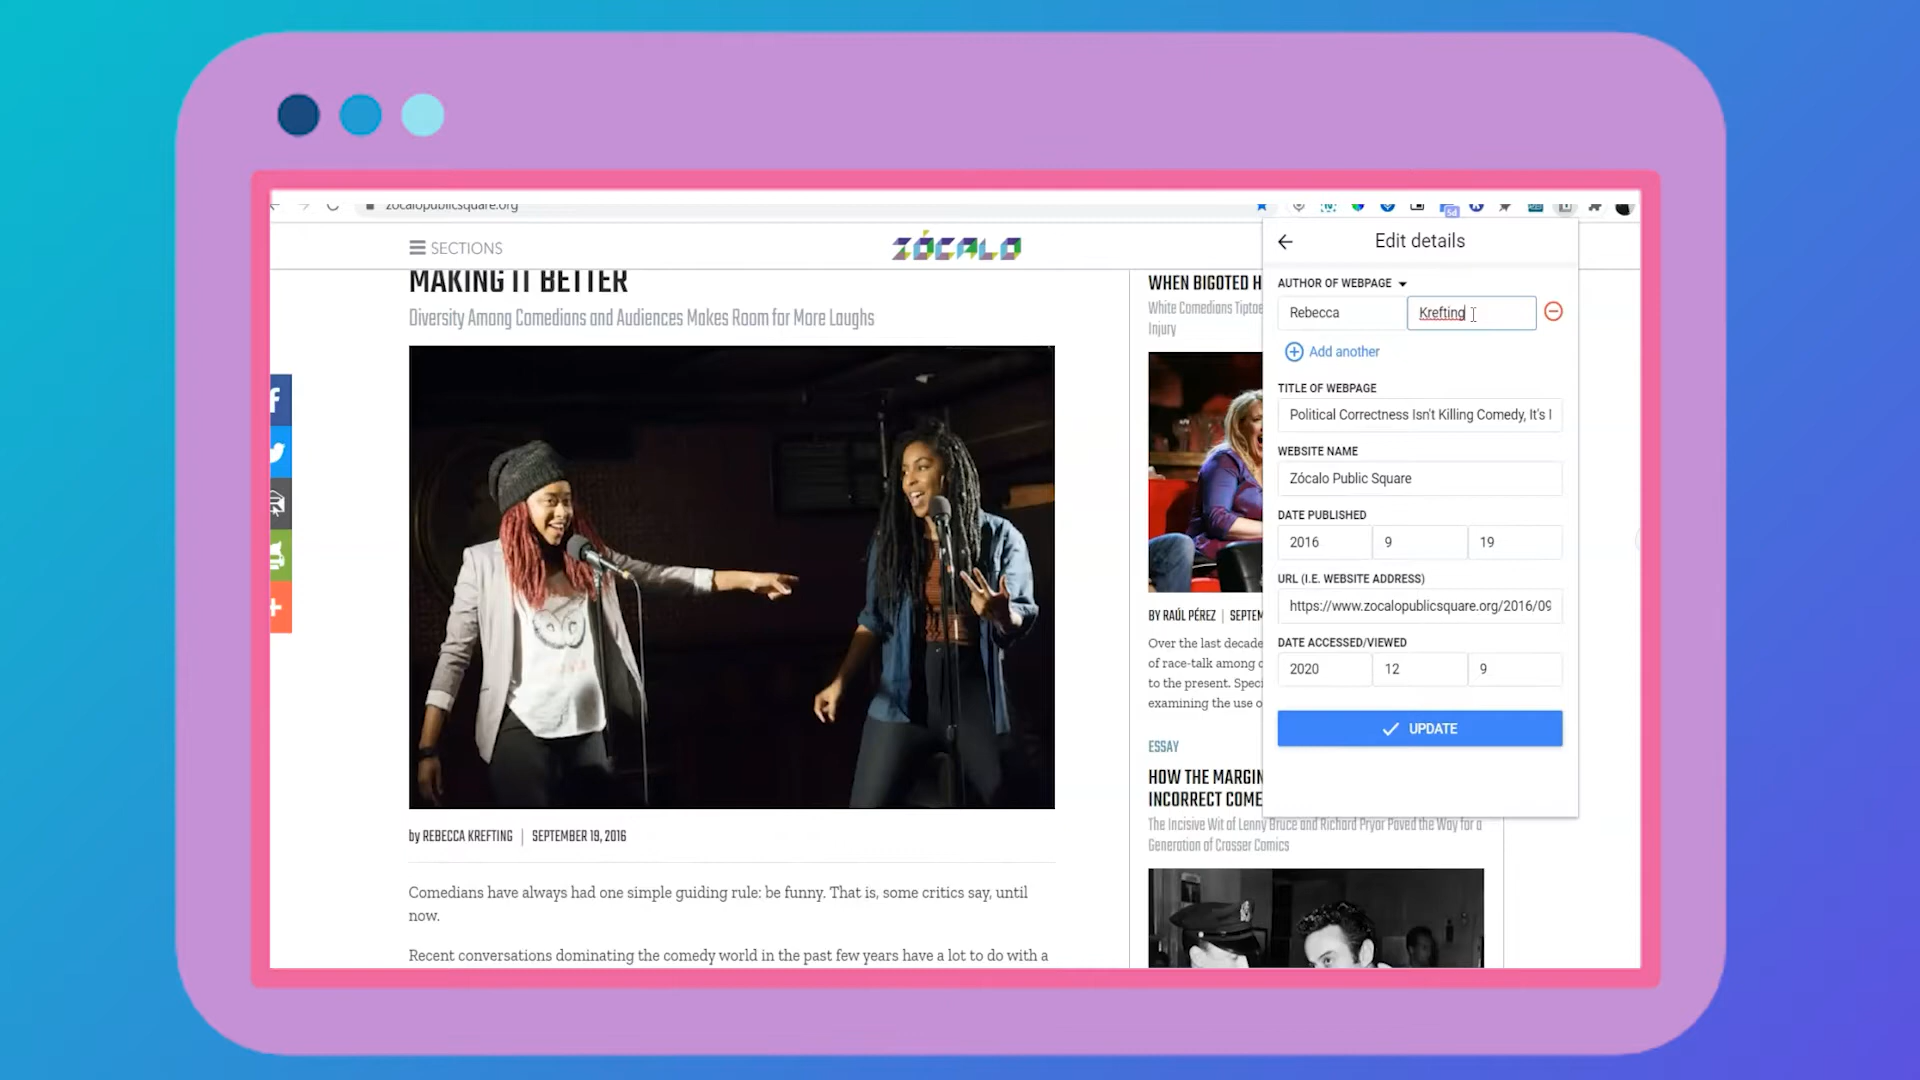 zocalopublicsquare.org
SECTIONS
ZÓCALO
MAKING IT BETTER
Diversity Among Comedians and Audiences Makes Room for More Laughs
by REBECCA KREFTING | SEPTEMBER 19, 2016
Comedians have always had one simple guiding rule: be funny. That is, some critics say, until
now.
Recent conversations dominating the comedy world in the past few years have a lot to do with a
WHEN BIGOTED H
White Comedians Tiptoe
Injury
BY RAÚL PÉREZ | SEPTEM
Over the last decade
of race-talk among c
to the present. Speci
examining the use o
ESSAY
HOW THE MARGIN
INCORRECT COME
The Incisive Wit of Lenny Bruce and Richard Pryor Paved the Way for a
Generation of Crasser Comics
5d
Edit details
AUTHOR OF WEBPAGE
Rebecca
Krefting
Add another
TITLE OF WEBPAGE
Political Correctness Isn't Killing Comedy, It's I
WEBSITE NAME
Zócalo Public Square
DATE PUBLISHED
2016
9
19
URL (I.E. WEBSITE ADDRESS)
https://www.zocalopublicsquare.org/2016/09
DATE ACCESSED/VIEWED
2020
12
9
UPDATE